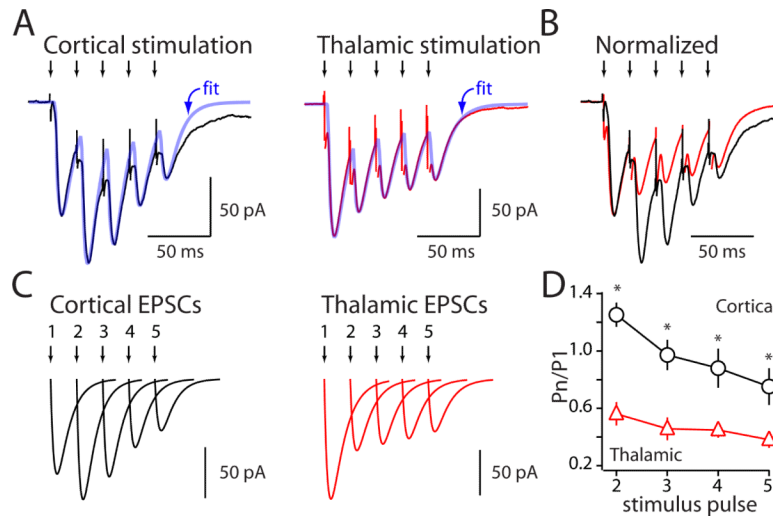 A
Cortical stimulation
Thalamic stimulation
B
Normalized
fit
fit
50 pA
50 ms
50 pA
50 ms
50 ms
C
Cortical EPSCs
Thalamic EPSCs
1 2 3 4 5
1 2 3 4 5
50 pA
50 pA
D
Pn/P1
1.4
1.0
0.6
0.2
*
*
*
*
Cortica
Thalamic
2 3 4 5
stimulus pulse